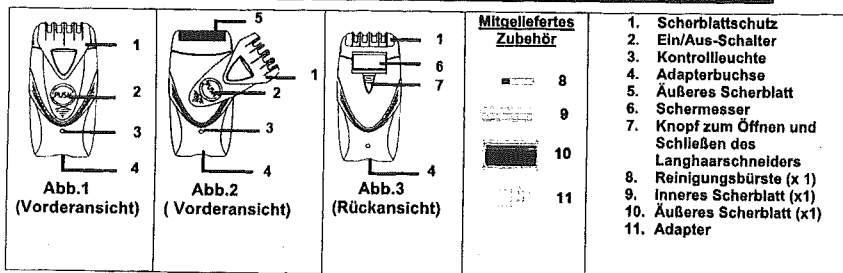 1
2
PUSH
3
4
Abb.1
(Vorderansicht)
5
1
2
3
4
Abb.2
( Vorderansicht)
1
6
7
4
Abb.3
(Rückansicht)
Mitgeliefertes
Zubehör
8
9
10
11
1. Scherblattschutz
2. Ein/Aus-Schalter
3. Kontrollleuchte
4. Adapterbuchse
5. Äußeres Scherblatt
6. Schermesser
7. Knopf zum Öffnen und
Schließen des
Langhaarschneiders
8. Reinigungsbürste (x 1)
9. Inneres Scherblatt (x1)
10. Äußeres Scherblatt (x1)
11. Adapter